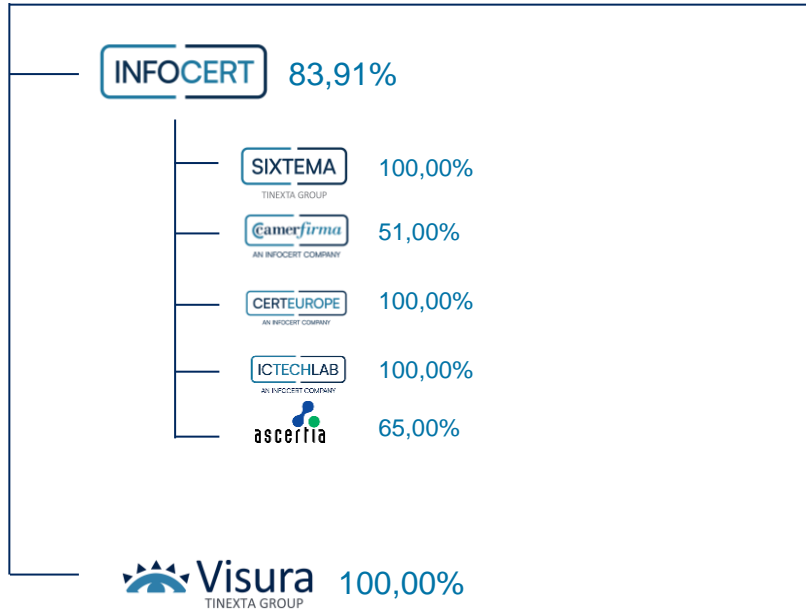 INFOCERT 83,91%
SIXTEMA 100,00%
TINEXTA GROUP
Camerfirma 51,00%
AN INFOCERT COMPANY
CERTEUROPE 100,00%
AN INFOCERT COMPANY
ICTECHLAB 100,00%
AN INFOCERT COMPANY
ascertia 65,00%
Visura 100,00%
TINEXTA GROUP